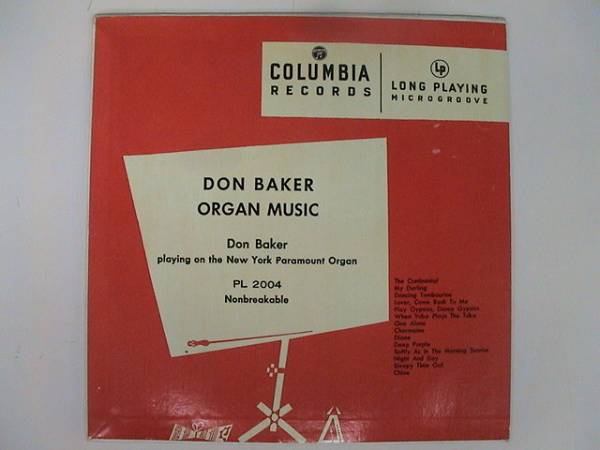 COLUMBIA
RECORDS
LP
LONG PLAYING
MICROGROOVE
DON BAKER
ORGAN MUSIC
Don Baker
playing on the New York Paramount Organ
PL 2004
Nonbreakable
The Continental
My Darling
Dancing Tambourine
Lover, Come Back To Me
Play Gypsies, Dance Gypsies
When Yuba Plays The Tuba
One Alone
Charmaine
Diane
Deep Purple
Softly As In The Morning Sunrise
Night And Day
Sleepy Time Gal
Chloe